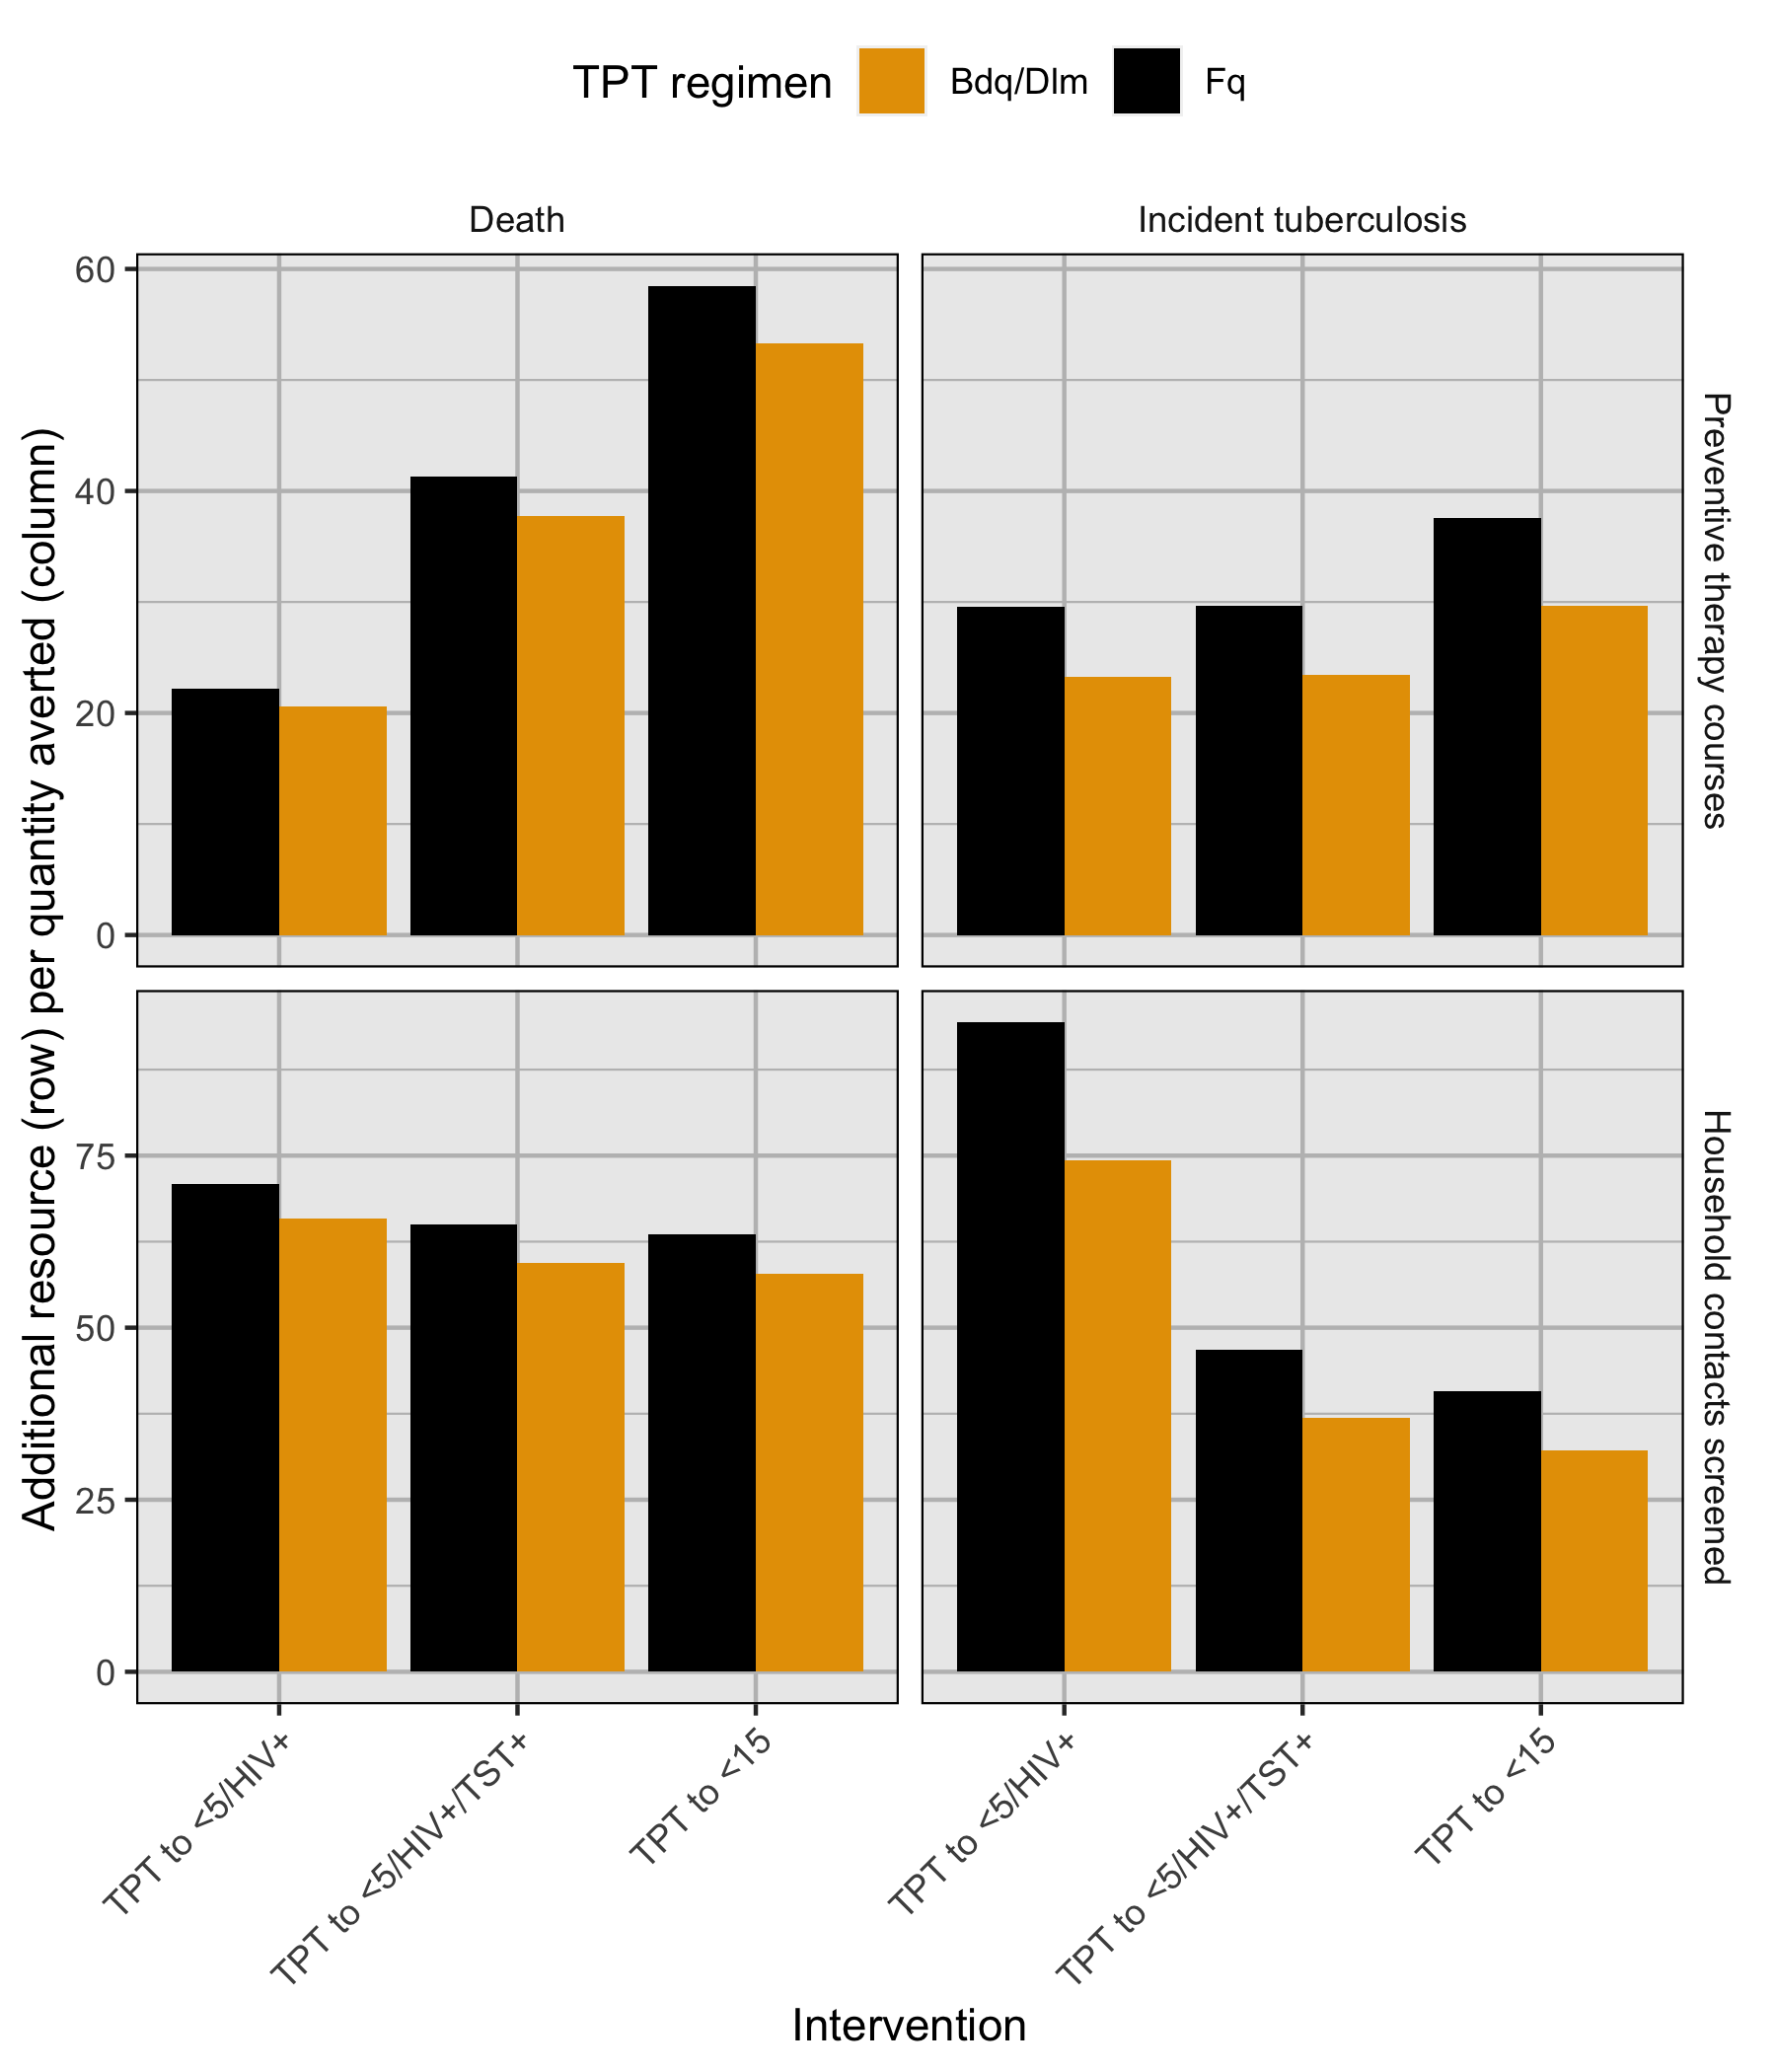 TPT regimen Bdq/Dlm Fq
Death Incident tuberculosis
Additional resource (row) per quantity averted (column)
60
40
20
0
Preventive therapy courses
75
50
25
0
Household contacts screened
TPT to <5/HIV+
TPT to <5/HIV+/TST+
TPT to <15
TPT to <5/HIV+
TPT to <5/HIV+/TST+
TPT to <15
Intervention